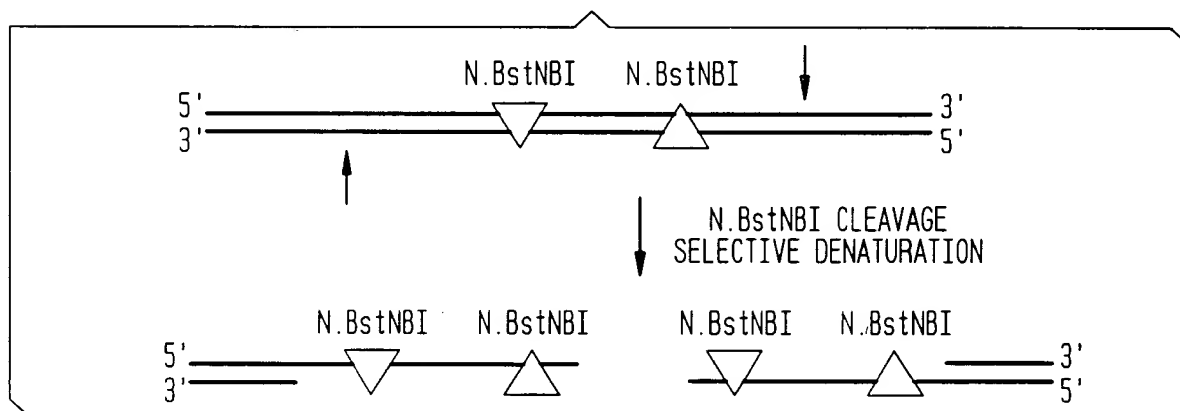 N.BstNBI N.BstNBI
5' 3'
3' 5'
N.BstNBI CLEAVAGE
SELECTIVE DENATURATION
N.BstNBI N.BstNBI N.BstNBI N.BstNBI
5' 3'
3' 5'